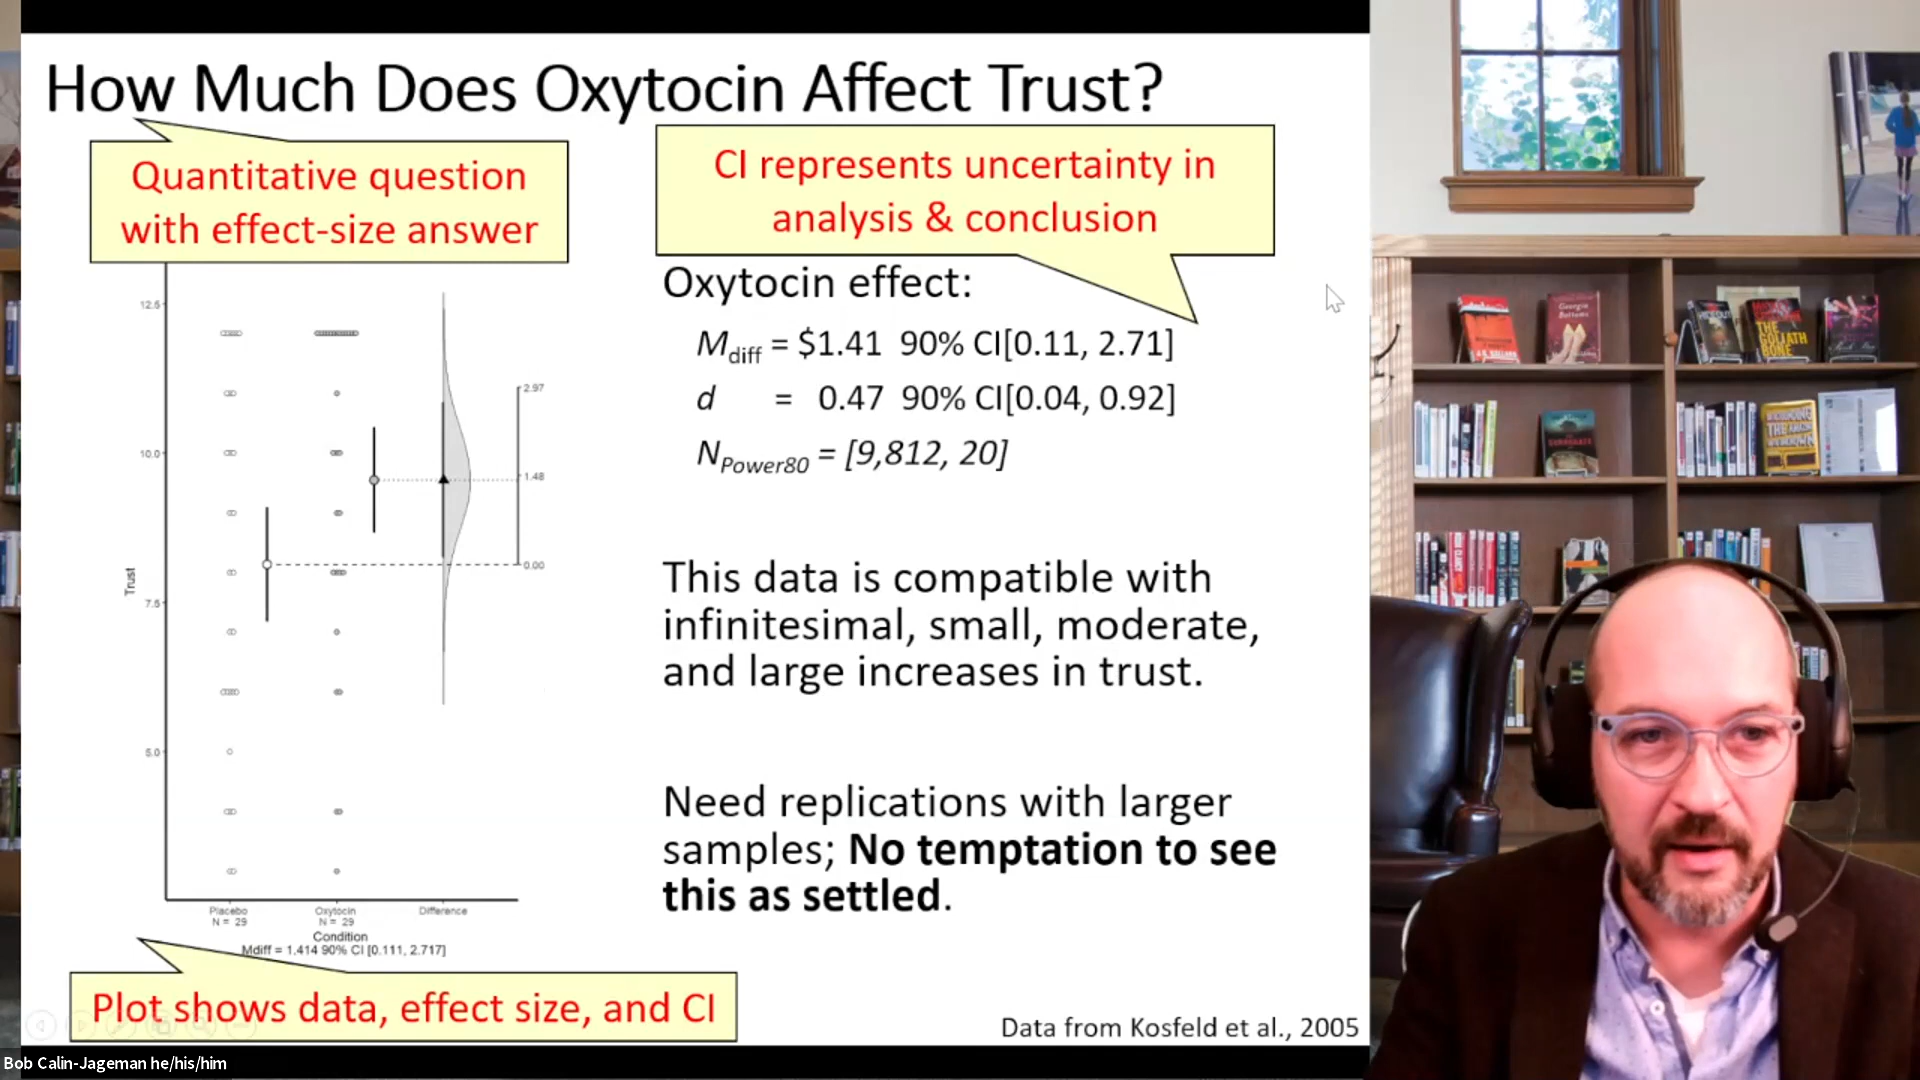 How Much Does Oxytocin Affect Trust?
Quantitative question
with effect-size answer
CI represents uncertainty in
analysis & conclusion
Oxytocin effect:
Mdiff = $1.41 90% CI[0.11, 2.71]
d = 0.47 90% CI[0.04, 0.92]
NPower80 = [9,812, 20]
This data is compatible with
infinitesimal, small, moderate,
and large increases in trust.
Need replications with larger
samples; No temptation to see
this as settled.
12.5
10.0
7.5
5.0
Trust
2.97
1.48
0.00
Placebo
N = 29
Oxytocin
N = 29
Difference
Condition
Mdiff = 1.414 90% CI [0.111, 2.717]
Plot shows data, effect size, and CI
Data from Kosfeld et al., 2005
Bob Calin-Jageman he/his/him
THE
GOLIATH
BONE